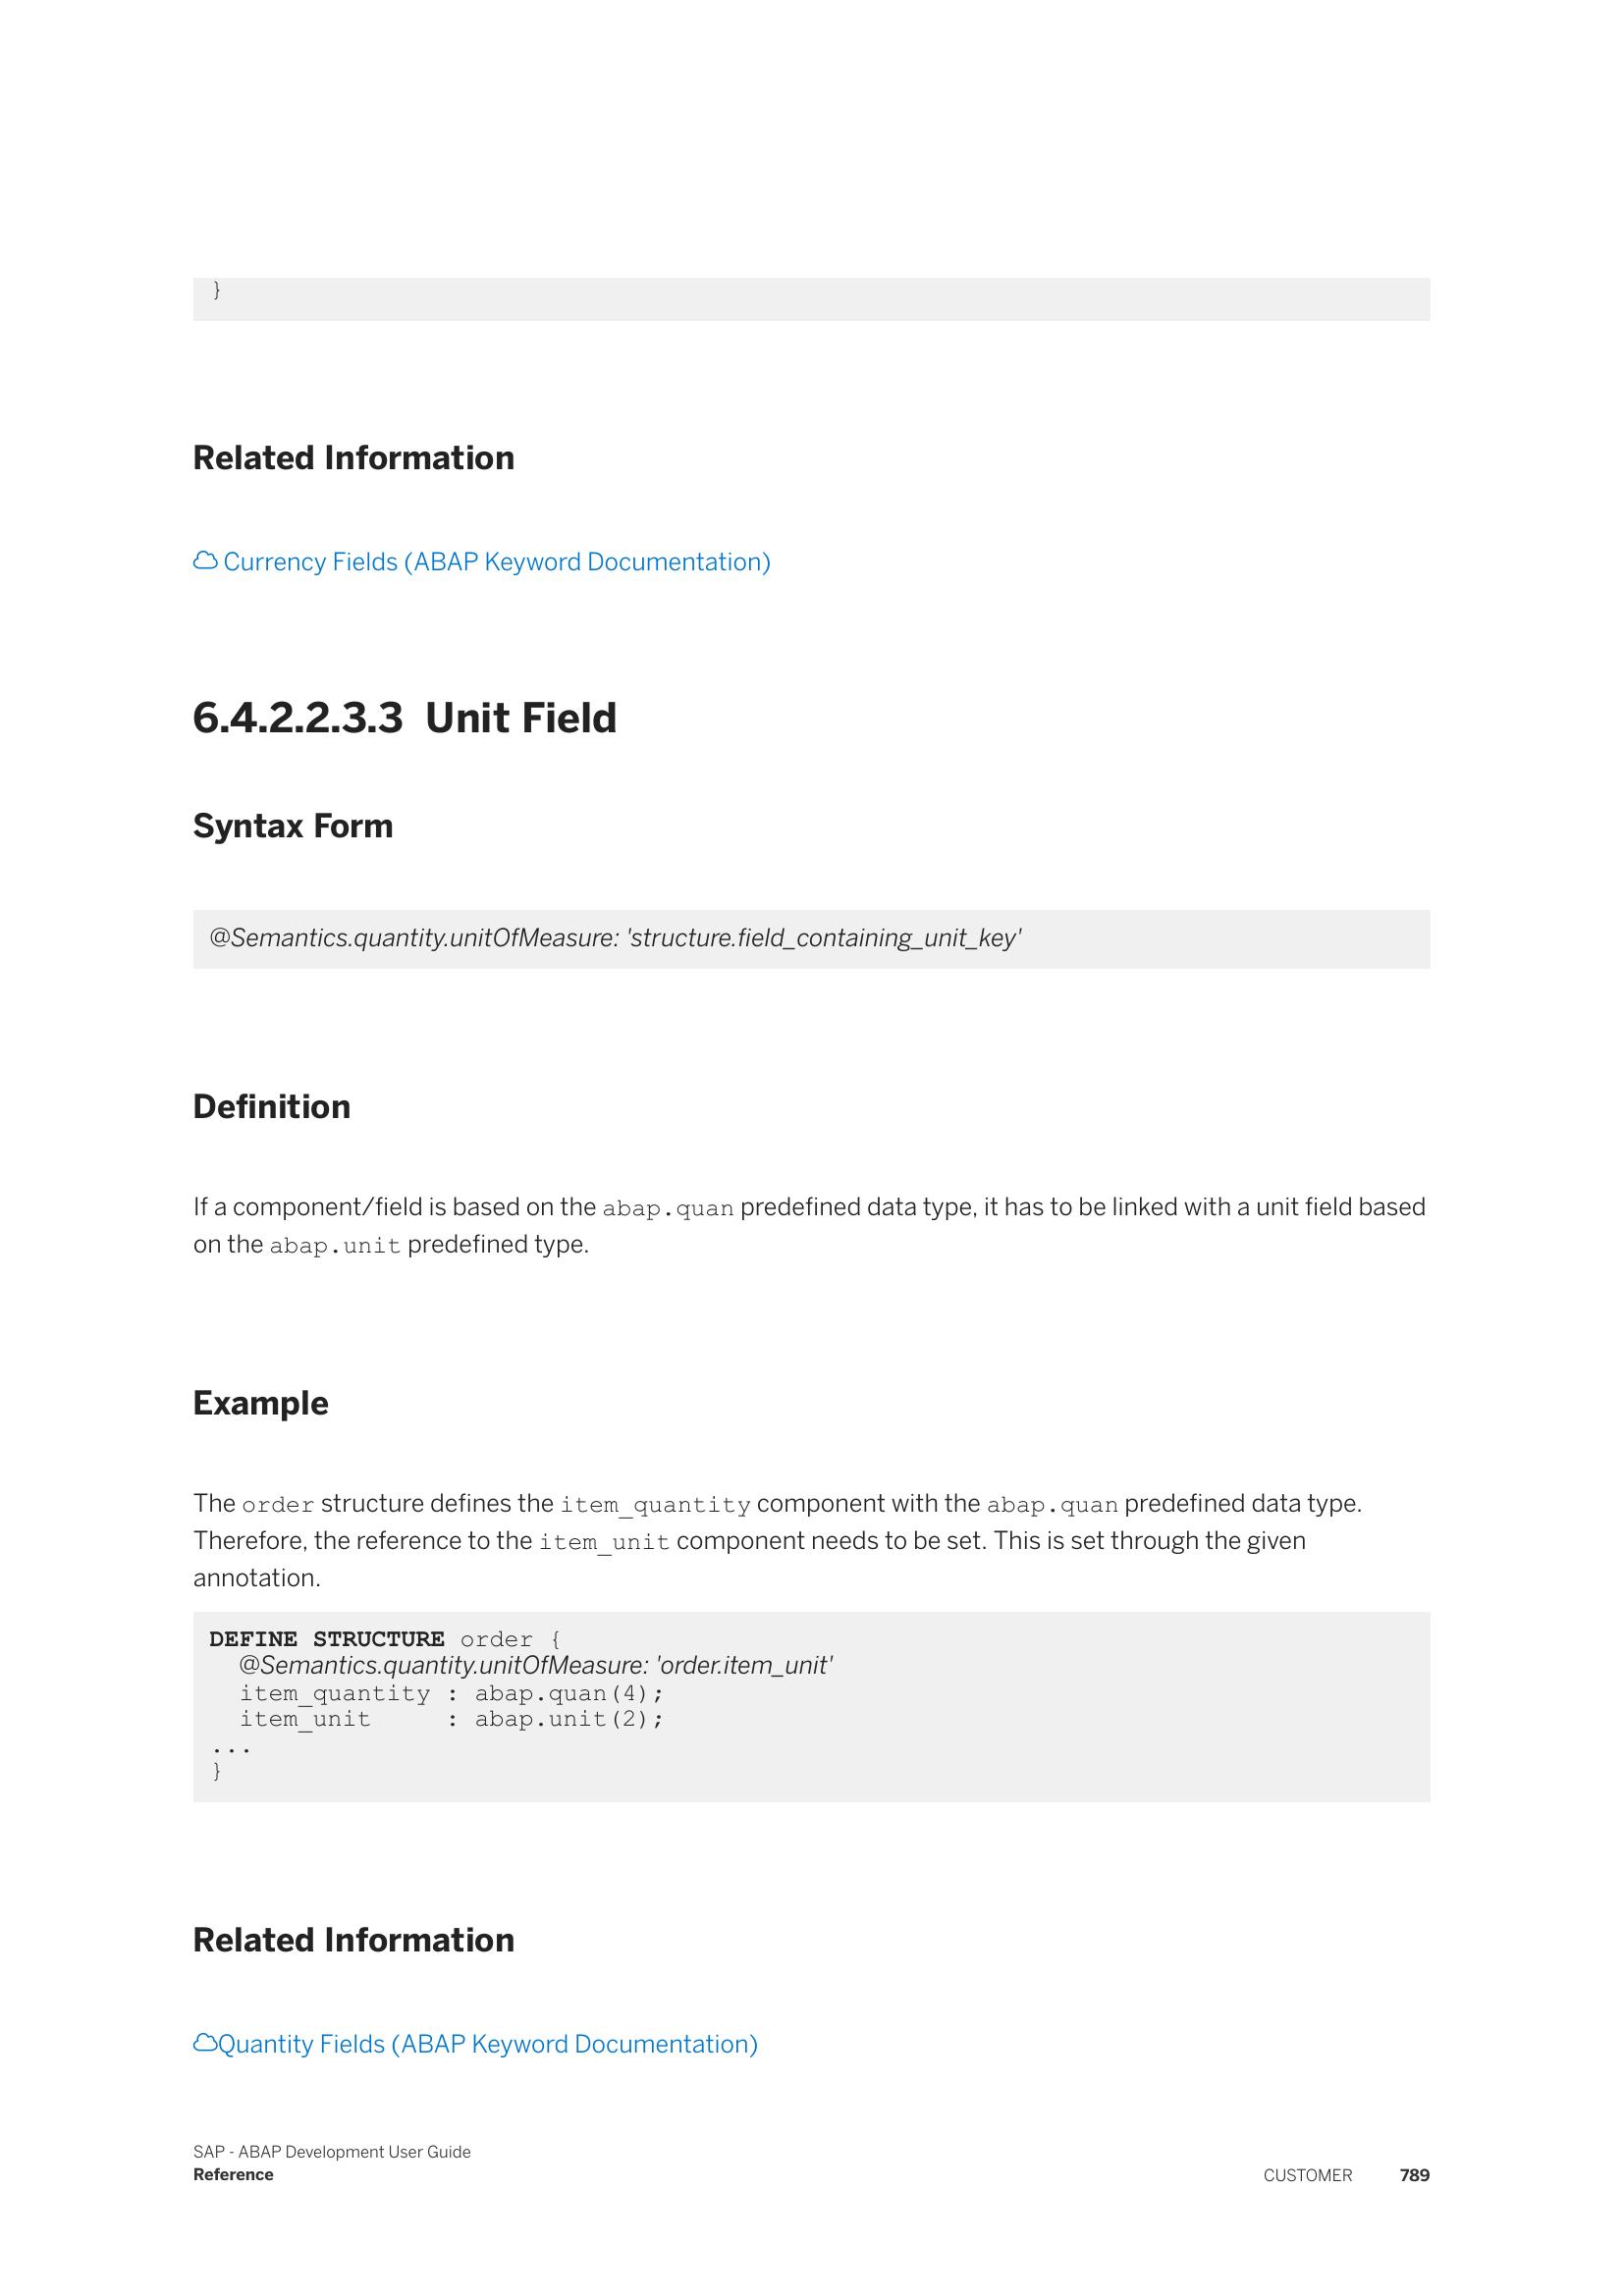 }
Related Information
Currency Fields (ABAP Keyword Documentation)
6.4.2.2.3.3 Unit Field
Syntax Form
@Semantics.quantity.unitOfMeasure: 'structure.field_containing_unit_key'
Definition
If a component/field is based on the abap.quan predefined data type, it has to be linked with a unit field based
on the abap.unit predefined type.
Example
The order structure defines the item_quantity component with the abap.quan predefined data type.
Therefore, the reference to the item_unit component needs to be set. This is set through the given
annotation.
DEFINE STRUCTURE order {
  @Semantics.quantity.unitOfMeasure: 'order.item_unit'
  item_quantity : abap.quan(4);
  item_unit     : abap.unit(2);
...
}
Related Information
Quantity Fields (ABAP Keyword Documentation)
SAP - ABAP Development User Guide
Reference CUSTOMER 789